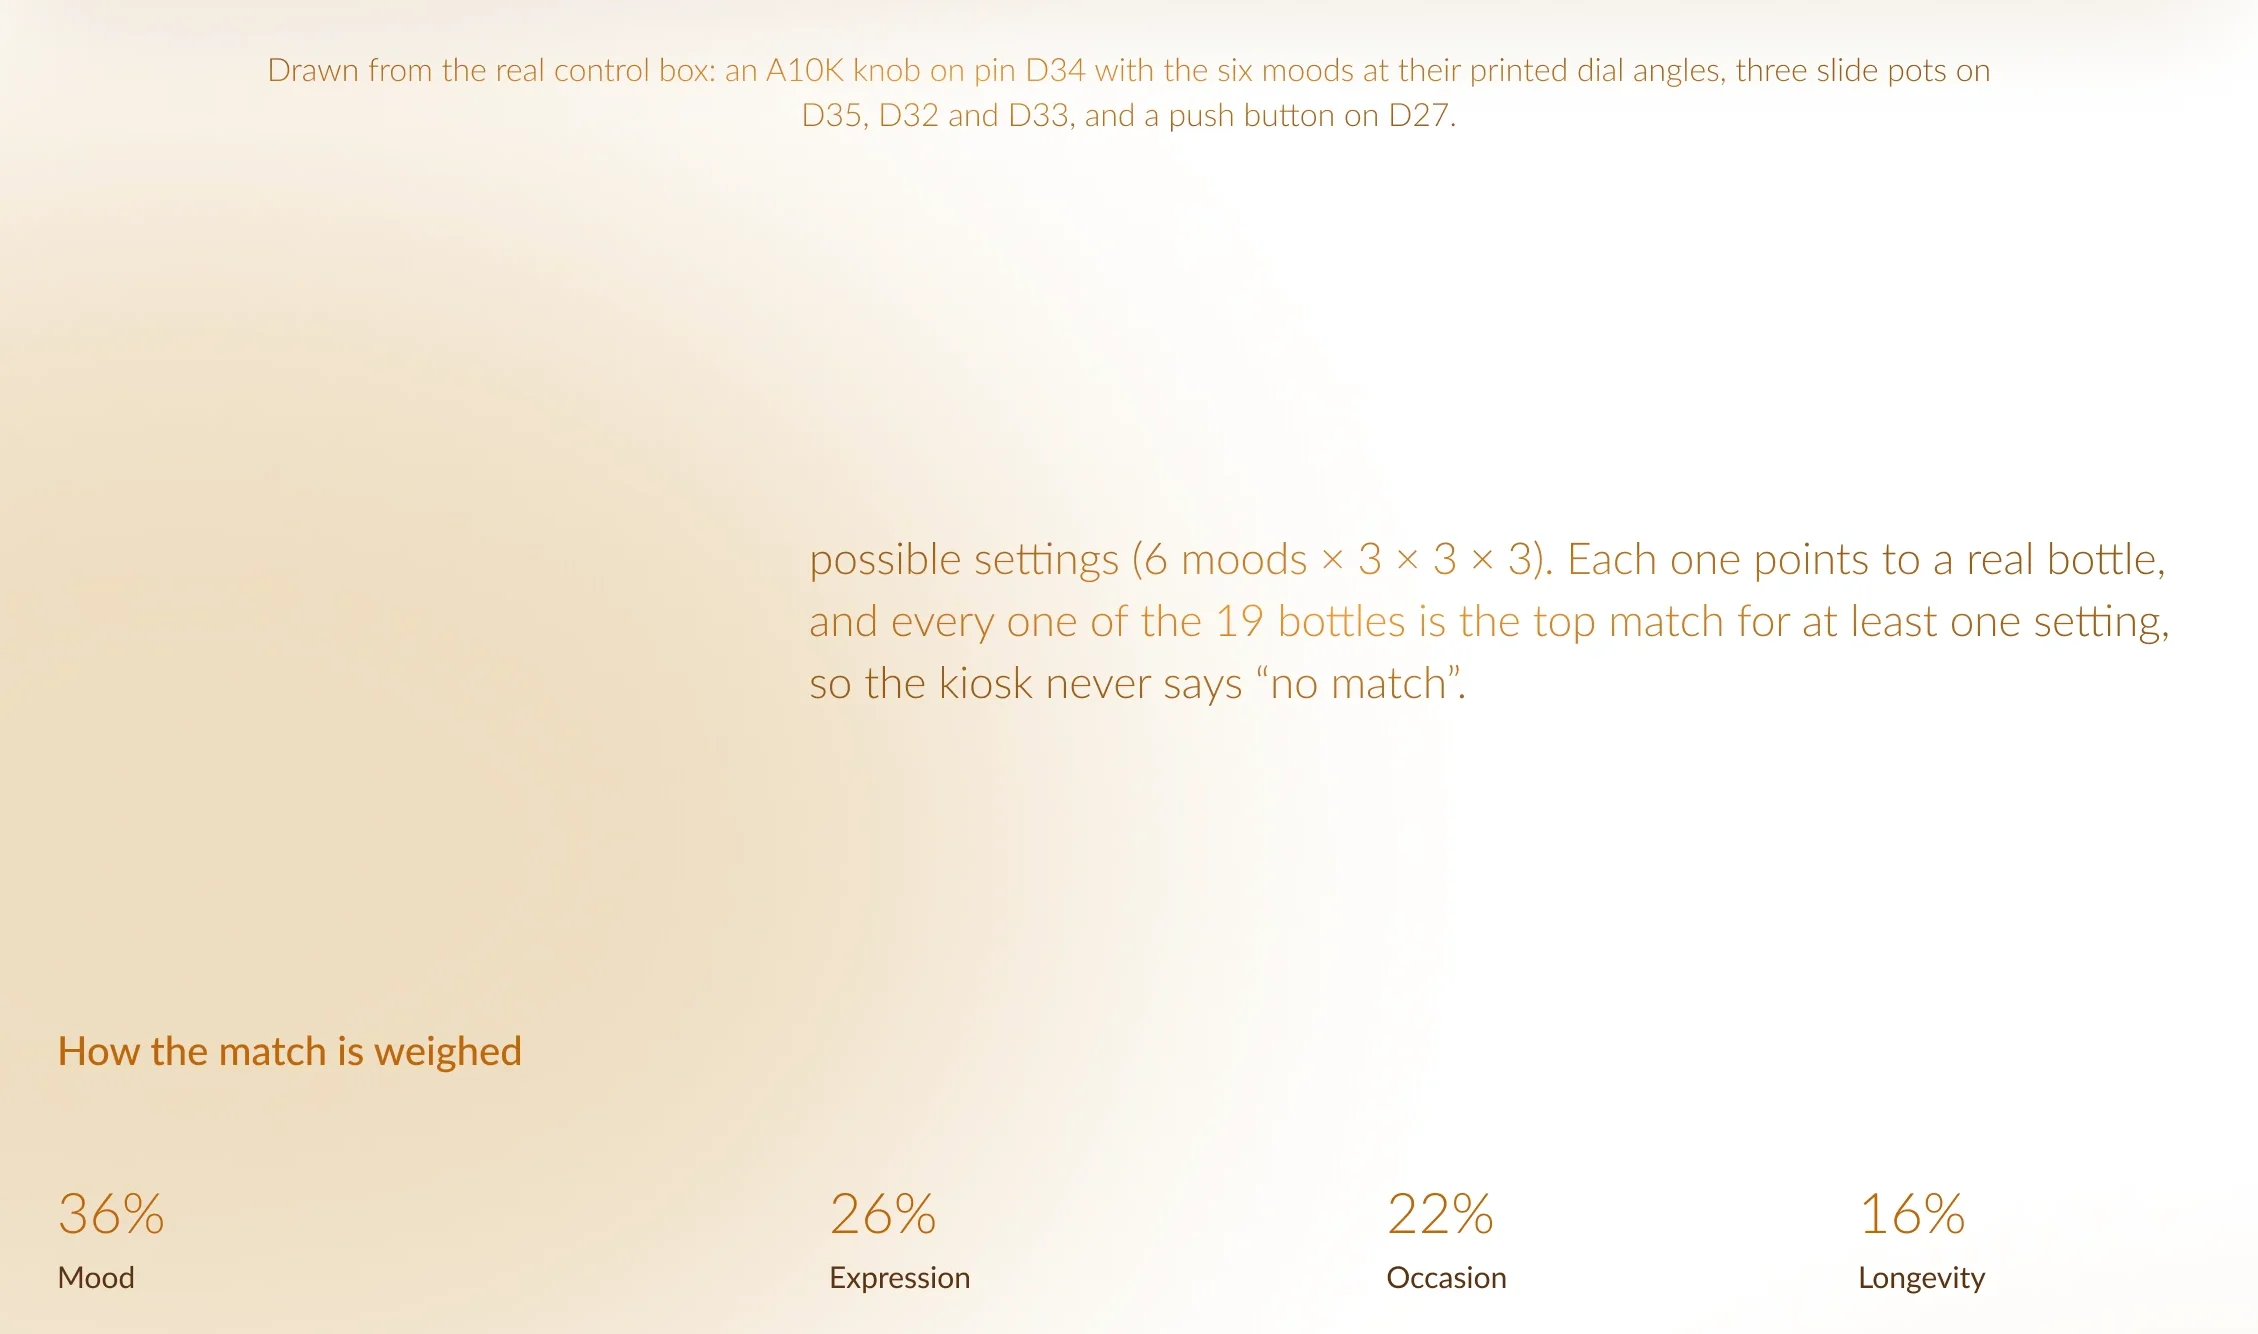 Drawn from the real control box: an A10K knob on pin D34 with the six moods at their printed dial angles, three slide pots on
D35, D32 and D33, and a push button on D27.
possible settings (6 moods × 3 × 3 × 3). Each one points to a real bottle,
and every one of the 19 bottles is the top match for at least one setting,
so the kiosk never says “no match”.
How the match is weighed
36%
Mood
26%
Expression
22%
Occasion
16%
Longevity